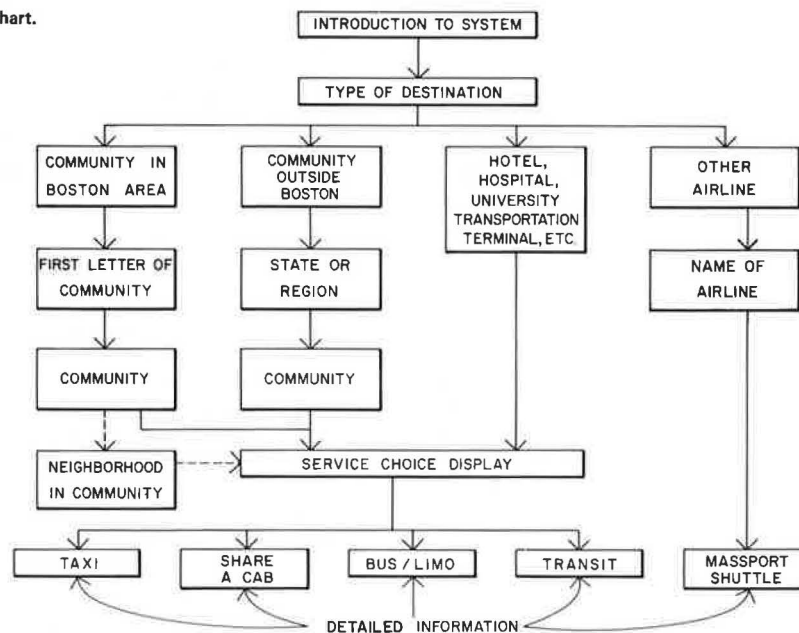 hart.
INTRODUCTION TO SYSTEM
TYPE OF DESTINATION
COMMUNITY IN
BOSTON AREA
COMMUNITY
OUTSIDE
BOSTON
HOTEL,
HOSPITAL,
UNIVERSITY
TRANSPORTATION
TERMINAL, ETC.
OTHER
AIRLINE
FIRST LETTER OF
COMMUNITY
STATE OR
REGION
NAME OF
AIRLINE
COMMUNITY
COMMUNITY
NEIGHBORHOOD
IN COMMUNITY
SERVICE CHOICE DISPLAY
TAXI
SHARE
A CAB
BUS / LIMO
TRANSIT
MASSPORT
SHUTTLE
DETAILED INFORMATION